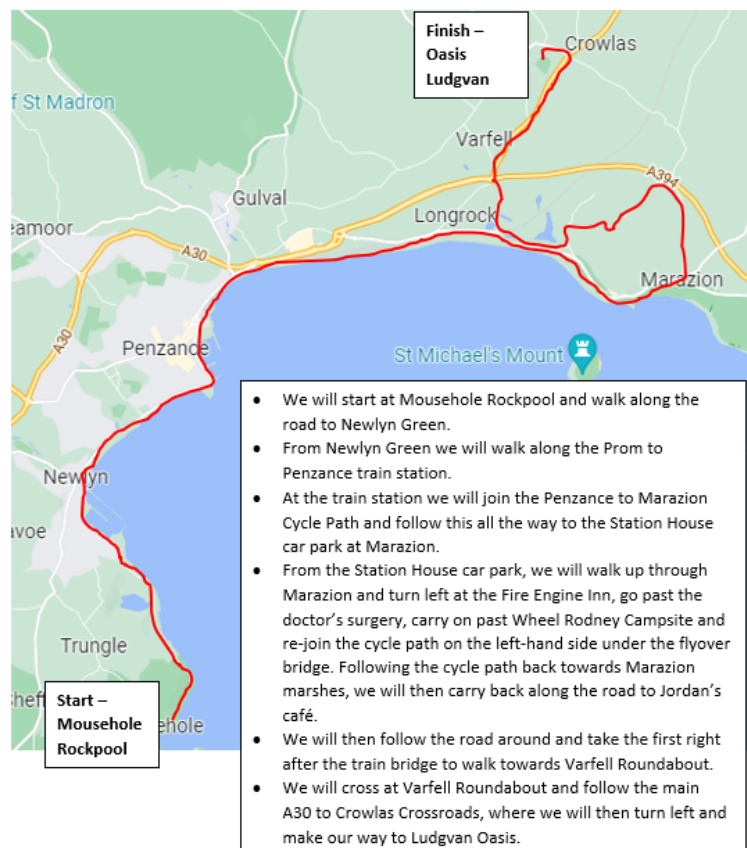 Finish –
Oasis
Ludgvan
Crowlas
f St Madron
Varfell
Gulval
A394
Longrock
eamoor
A30
Marazion
A30
Penzance
St Michael's Mount
Newlyn
avoe
Trungle
Sheff
Start –
Mousehole
Rockpool
ehole
• We will start at Mousehole Rockpool and walk along the
road to Newlyn Green.
• From Newlyn Green we will walk along the Prom to
Penzance train station.
• At the train station we will join the Penzance to Marazion
Cycle Path and follow this all the way to the Station House
car park at Marazion.
• From the Station House car park, we will walk up through
Marazion and turn left at the Fire Engine Inn, go past the
doctor's surgery, carry on past Wheel Rodney Campsite and
re-join the cycle path on the left-hand side under the flyover
bridge. Following the cycle path back towards Marazion
marshes, we will then carry back along the road to Jordan's
café.
• We will then follow the road around and take the first right
after the train bridge to walk towards Varfell Roundabout.
• We will cross at Varfell Roundabout and follow the main
A30 to Crowlas Crossroads, where we will then turn left and
make our way to Ludgvan Oasis.